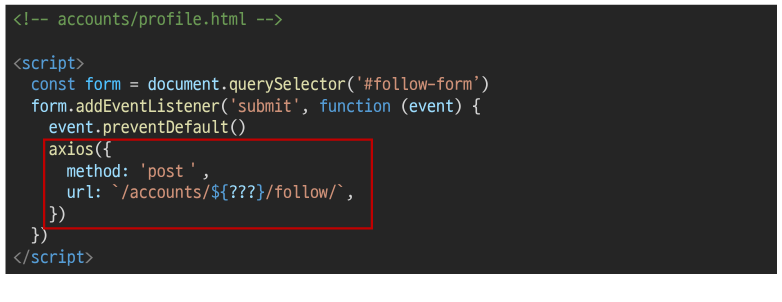 <!-- accounts/profile.html -->
<script>
const form = document.querySelector('#follow-form’)
form.addEventListener('submit', function (event) {
event.preventDefault()
axios({
method: 'post ',
url: `/accounts/${???}/follow/`,
})
})
</script>